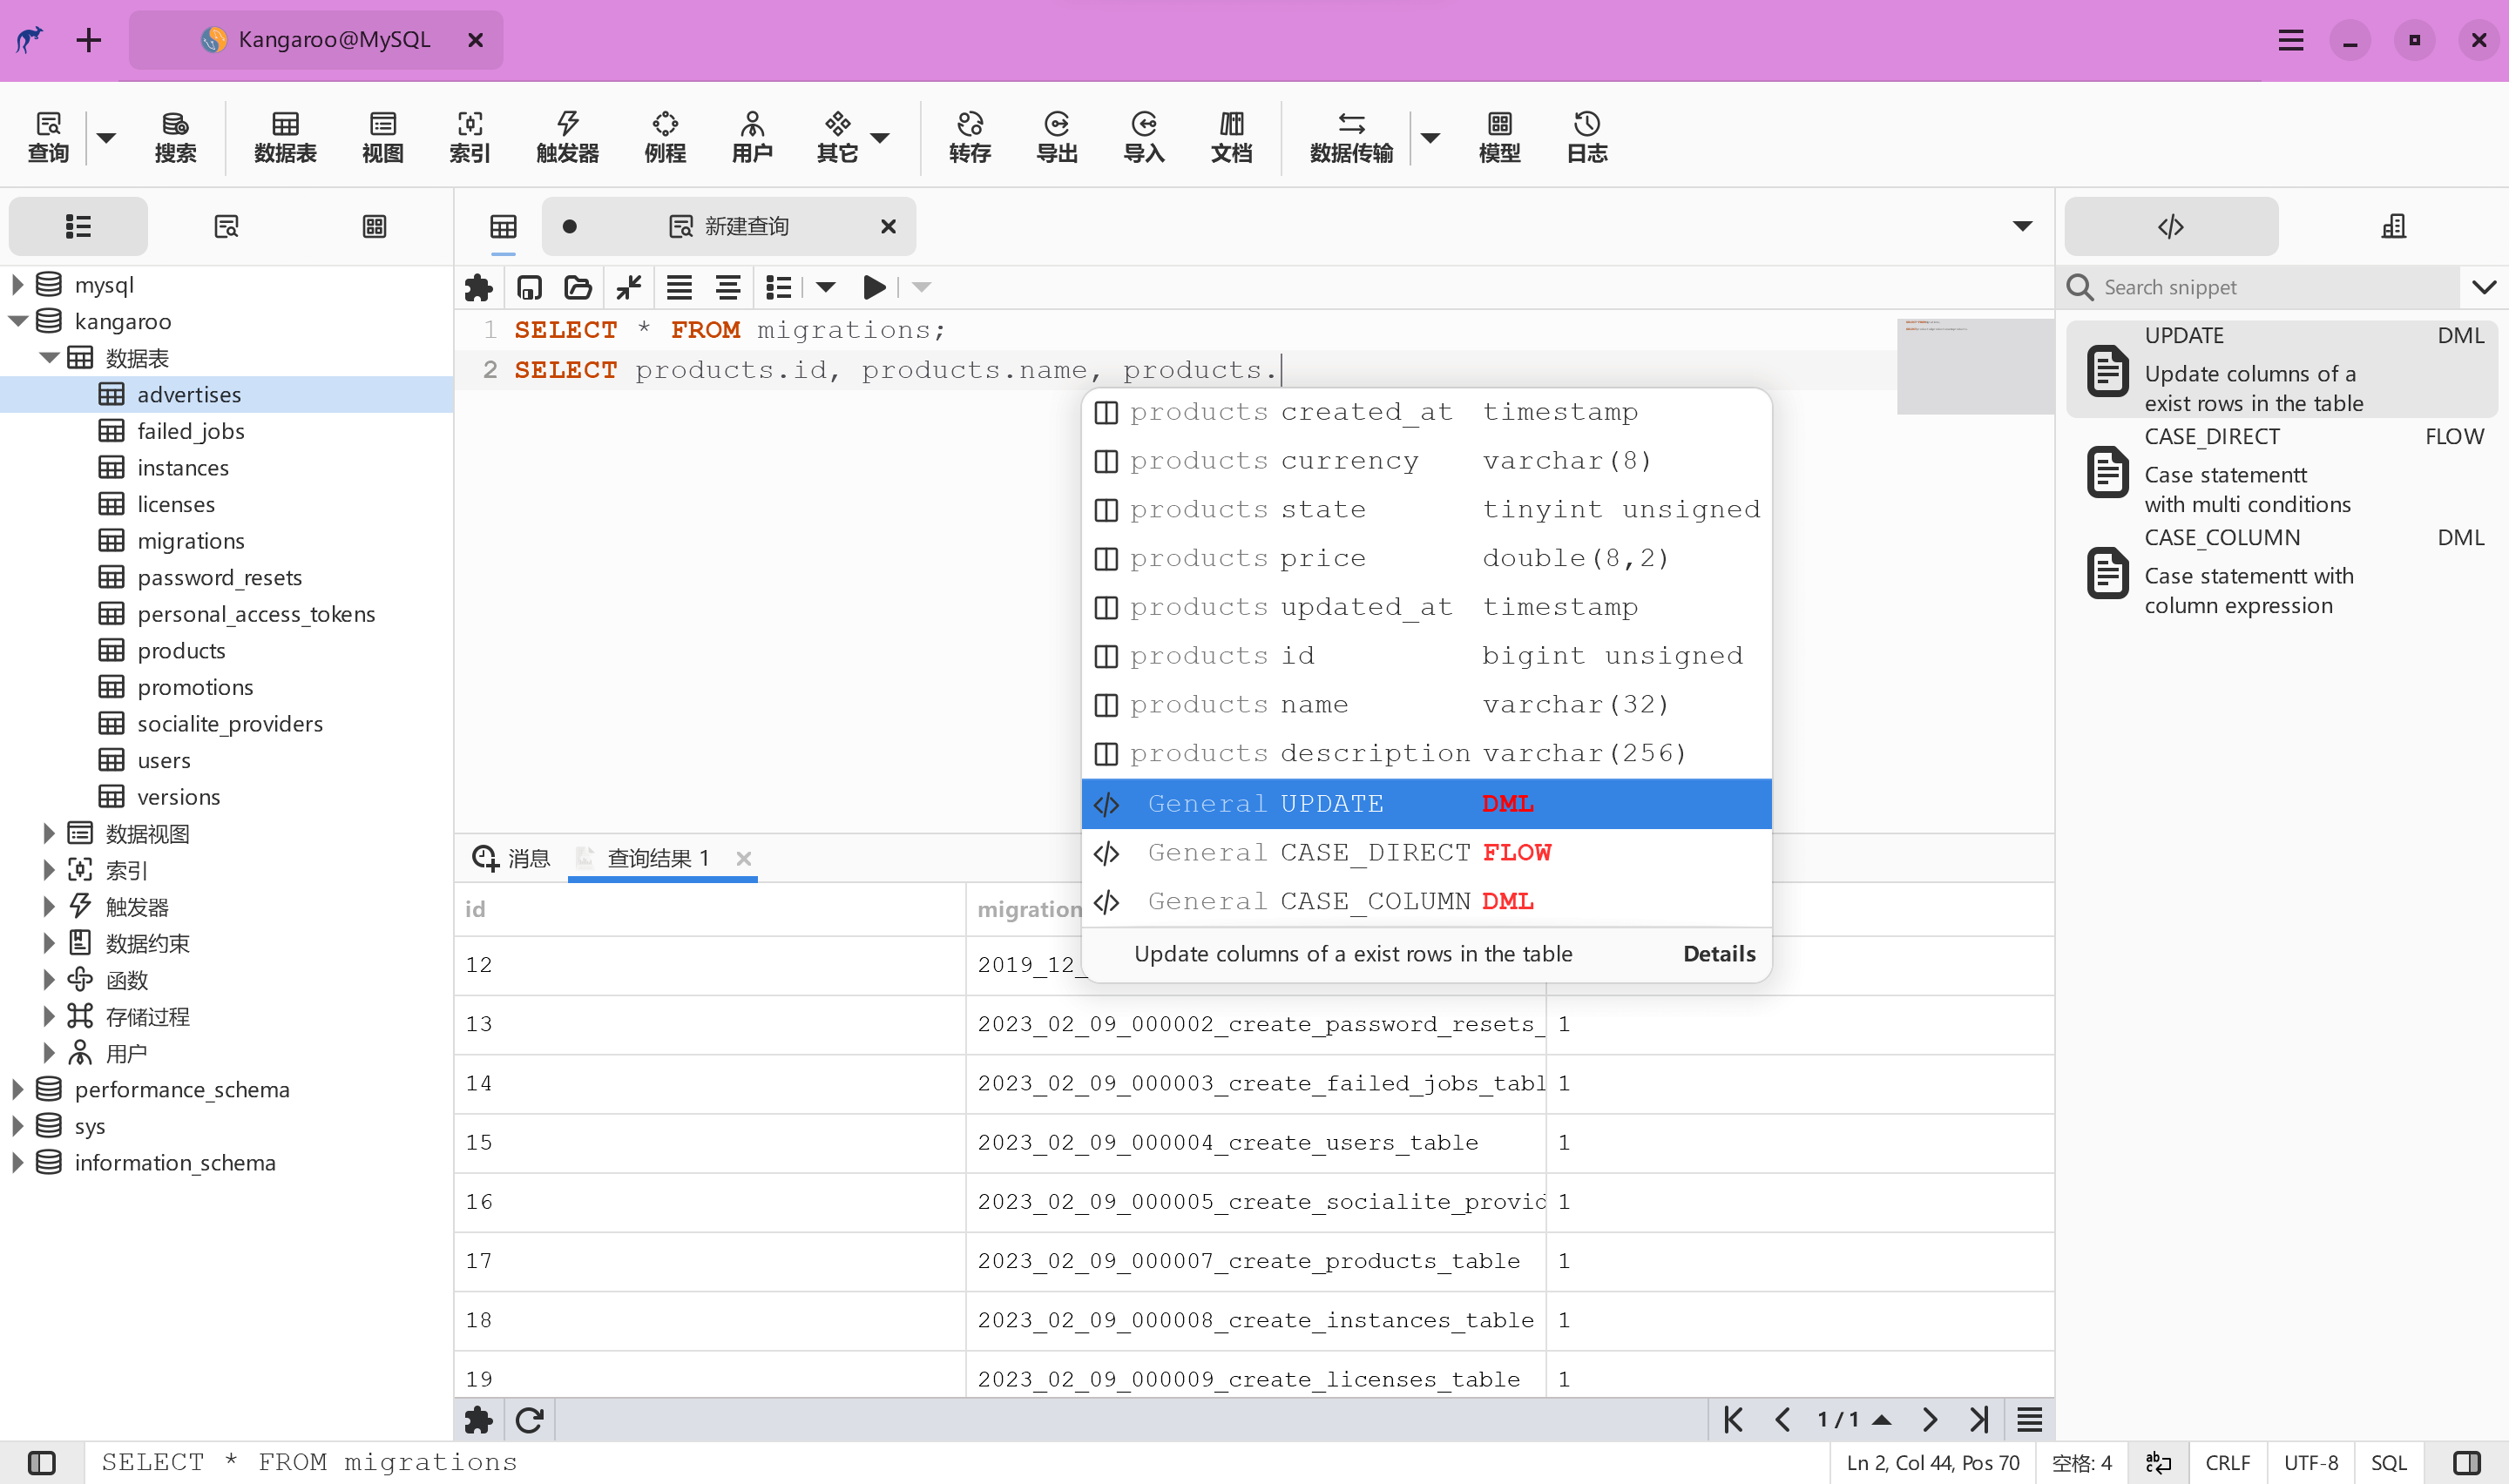 Kangaroo@MySQL
查询 搜索 数据表 视图 索引 触发器 例程 用户 其它 转存 导出 导入 文档 数据传输 模型 日志
新建查询
mysql
kangaroo
数据表
advertises
failed_jobs
instances
licenses
migrations
password_resets
personal_access_tokens
products
promotions
socialite_providers
users
versions
数据视图
索引
触发器
数据约束
函数
存储过程
用户
performance_schema
sys
information_schema
1 SELECT * FROM migrations;
2 SELECT products.id, products.name, products.
products created_at timestamp
products currency varchar(8)
products state tinyint unsigned
products price double(8,2)
products updated_at timestamp
products id bigint unsigned
products name varchar(32)
products description varchar(256)
General UPDATE DML
General CASE_DIRECT FLOW
General CASE_COLUMN DML
Update columns of a exist rows in the table Details
消息 查询结果 1
id migration
12 2019_12_
13 2023_02_09_000002_create_password_resets_ 1
14 2023_02_09_000003_create_failed_jobs_tabl 1
15 2023_02_09_000004_create_users_table 1
16 2023_02_09_000005_create_socialite_provid 1
17 2023_02_09_000007_create_products_table 1
18 2023_02_09_000008_create_instances_table 1
19 2023_02_09_000009_create_licenses_table 1
1 / 1
Search snippet
UPDATE DML
Update columns of a
exist rows in the table
CASE_DIRECT FLOW
Case statementt
with multi conditions
CASE_COLUMN DML
Case statementt with
column expression
SELECT * FROM migrations
Ln 2, Col 44, Pos 70 空格: 4 CRLF UTF-8 SQL